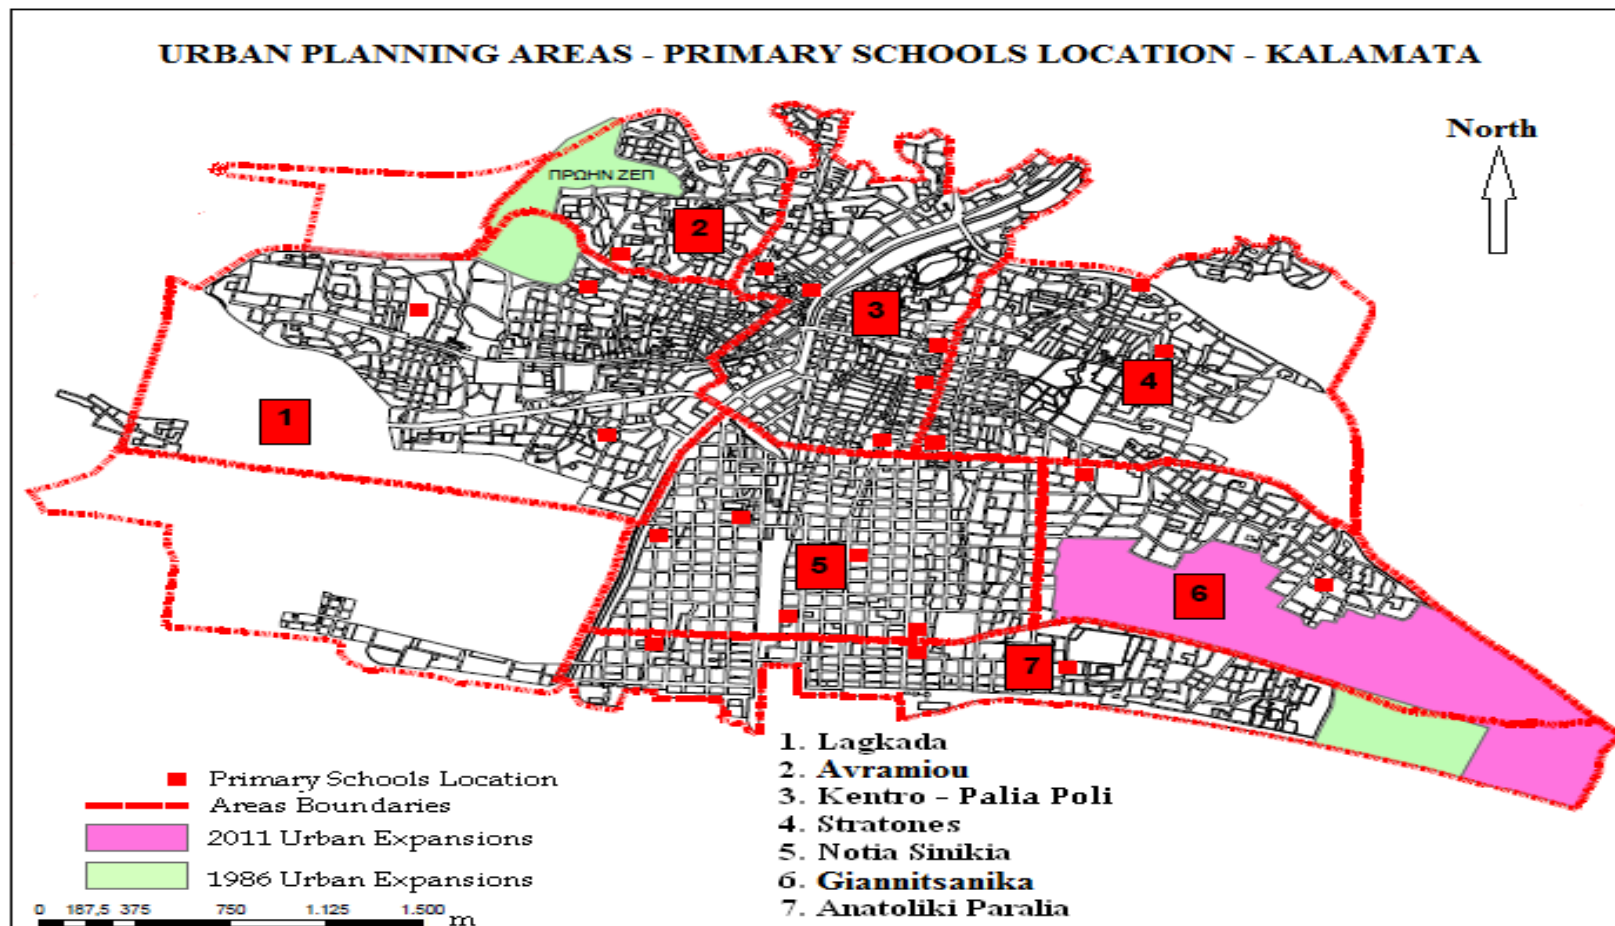 URBAN PLANNING AREAS - PRIMARY SCHOOLS LOCATION - KALAMATA
North
ΠΡΩΗΝ ΖΕΠ
2
3
4
1
5
6
7
1. Lagkada
2. Avramiou
3. Kentro - Palia Poli
4. Stratones
5. Notia Sinikia
6. Giannitsanika
7. Anatoliki Paralia
Primary Schools Location
Areas Boundaries
2011 Urban Expansions
1986 Urban Expansions
0 187,5 375 750 1.125 1.500 m